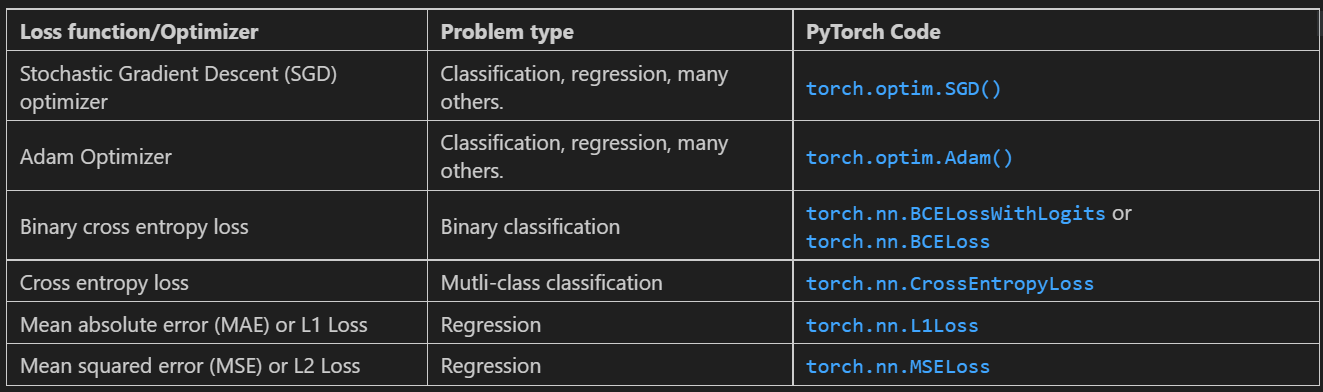 Loss function/Optimizer Problem type PyTorch Code
Stochastic Gradient Descent (SGD)
optimizer
Classification, regression, many
others.
torch.optim.SGD()
Adam Optimizer
Classification, regression, many
others.
torch.optim.Adam()
Binary cross entropy loss
Binary classification
torch.nn.BCELossWithLogits or
torch.nn.BCELoss
Cross entropy loss Mutli-class classification torch.nn.CrossEntropyLoss
Mean absolute error (MAE) or L1 Loss Regression torch.nn.L1Loss
Mean squared error (MSE) or L2 Loss Regression torch.nn.MSELoss